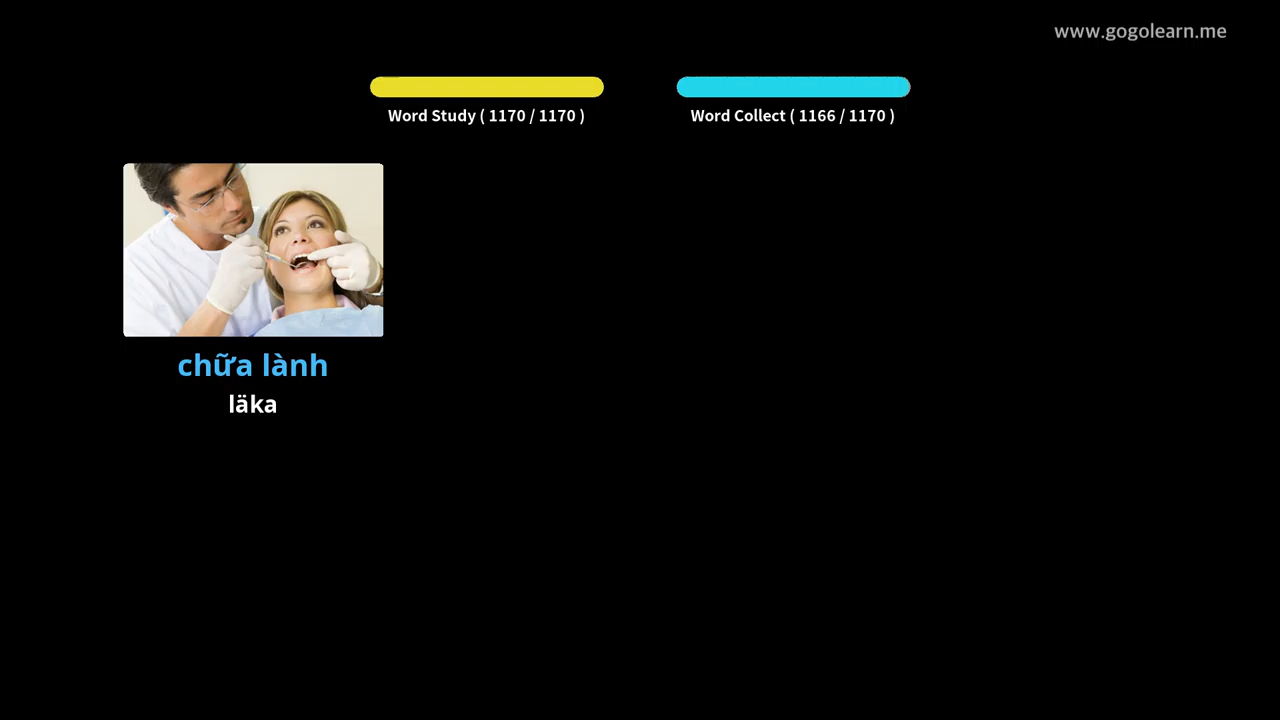 www.gogolearn.me
Word Study ( 1170 / 1170 )
Word Collect ( 1166 / 1170 )
chữa lành
läka